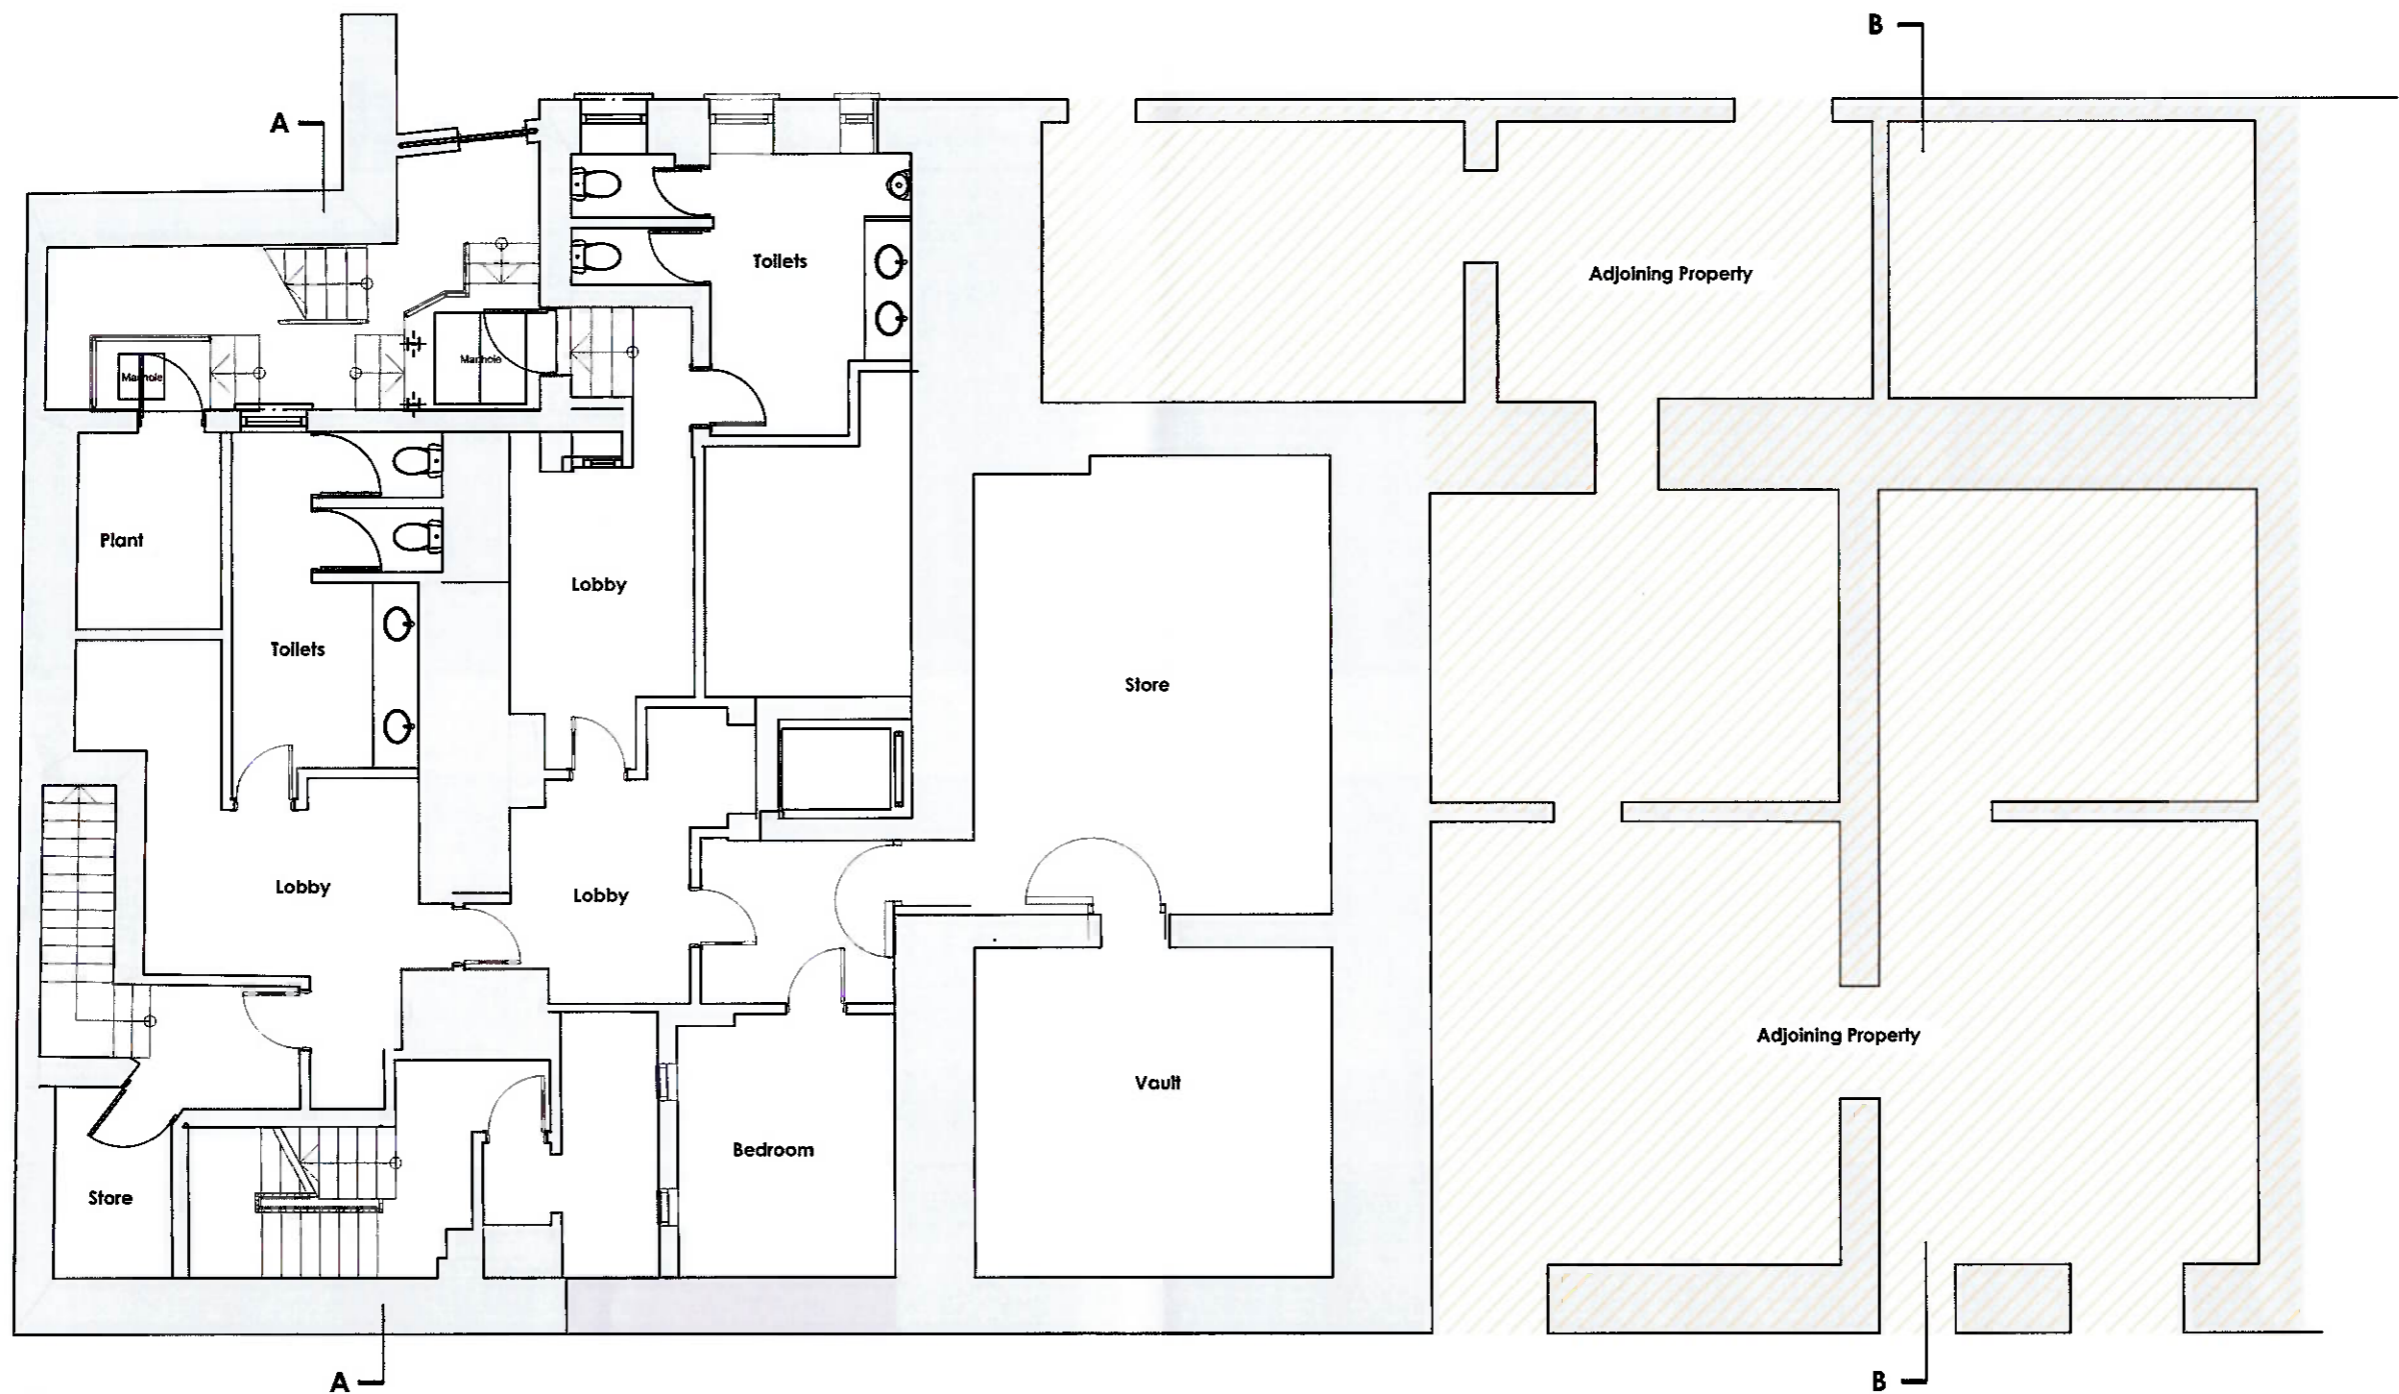 B
A
Toilets
Adjoining Property
Manhole
Manhole
Plant
Lobby
Toilets
Store
Lobby
Lobby
Adjoining Property
Vault
Bedroom
Store
A
B